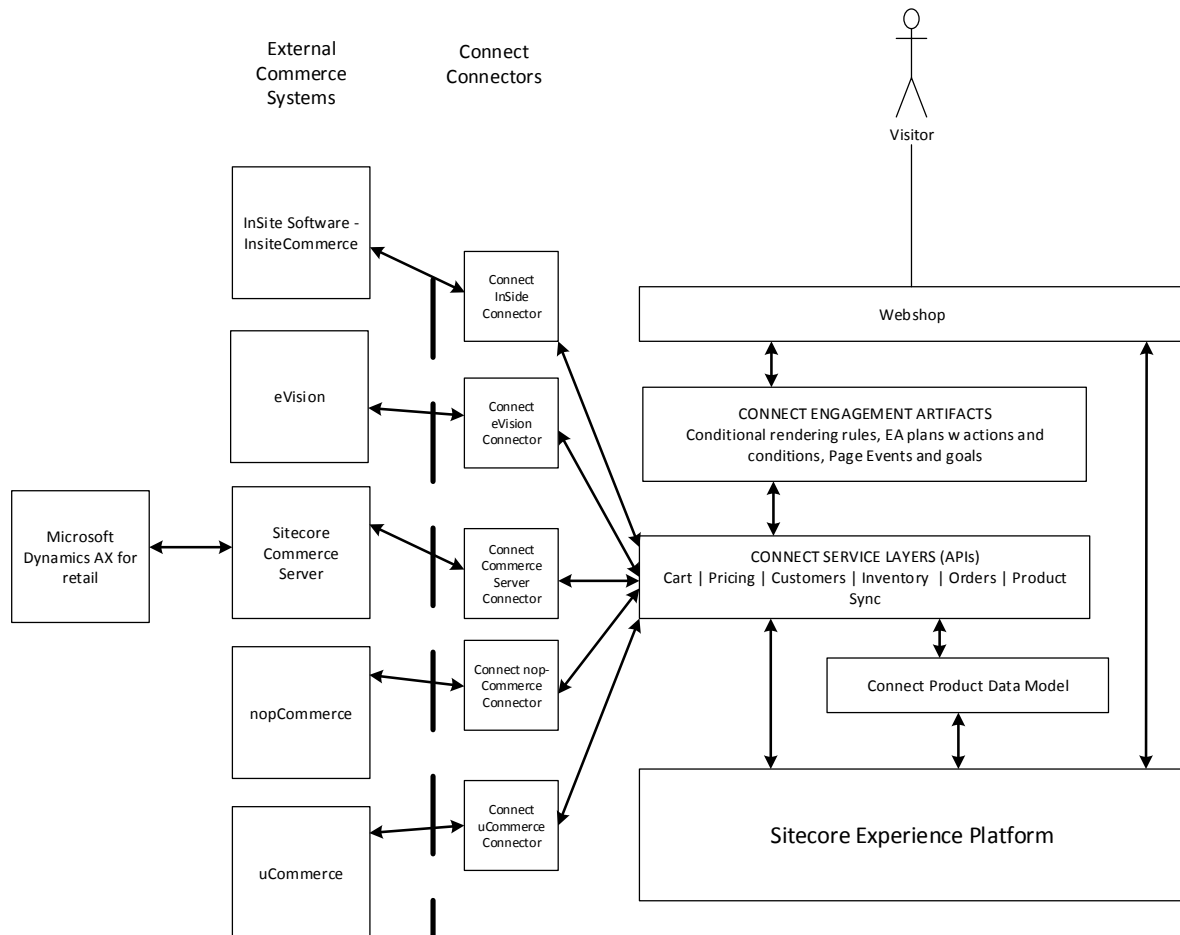 External
Commerce
Systems
Connect
Connectors
Visitor
InSite Software -
InsiteCommerce
Connect
InSide
Connector
Webshop
eVision
Connect
eVision
Connector
CONNECT ENGAGEMENT ARTIFACTS
Conditional rendering rules, EA plans w actions and
conditions, Page Events and goals
Microsoft
Dynamics AX for
retail
Sitecore
Commerce
Server
Connect
Commerce
Server
Connector
CONNECT SERVICE LAYERS (APIs)
Cart | Pricing | Customers | Inventory | Orders | Product
Sync
nopCommerce
Connect nop-
Commerce
Connector
Connect Product Data Model
uCommerce
Connect
uCommerce
Connector
Sitecore Experience Platform